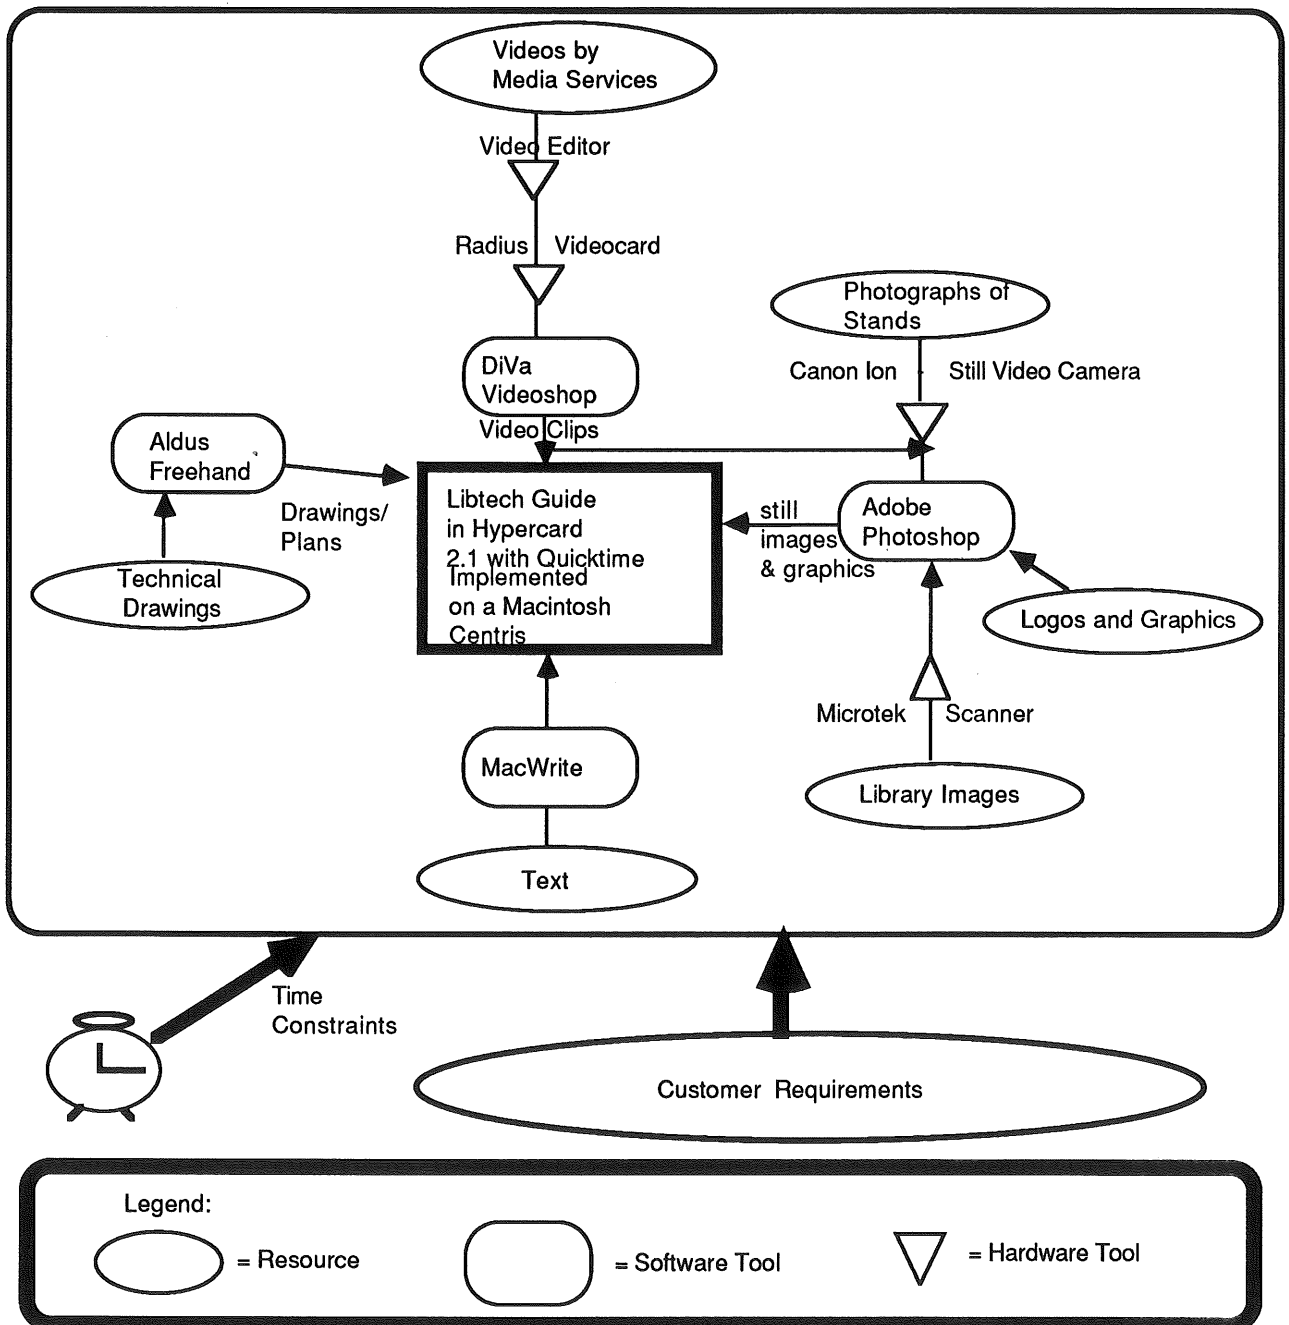 Videos by
Media Services
Video Editor
Radius Videocard
Photographs of
Stands
DiVa
Videoshop
Canon Ion Still Video Camera
Video Clips
Aldus
Freehand
Drawings/
Plans
Libtech Guide
in Hypercard
2.1 with Quicktime
Implemented
on a Macintosh
Centris
still
images
& graphics
Adobe
Photoshop
Technical
Drawings
Logos and Graphics
Microtek Scanner
MacWrite
Library Images
Text
Time
Constraints
Customer Requirements
Legend:
= Resource
= Software Tool
= Hardware Tool